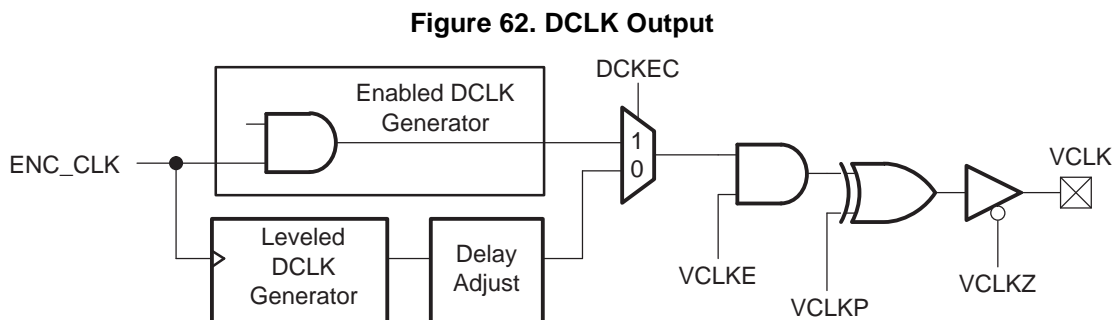 Figure 62. DCLK Output
DCKEC
Enabled DCLK
Generator
1
0
ENC_CLK
VCLK
Leveled
DCLK
Generator
Delay
Adjust
VCLKE
VCLKP
VCLKZ